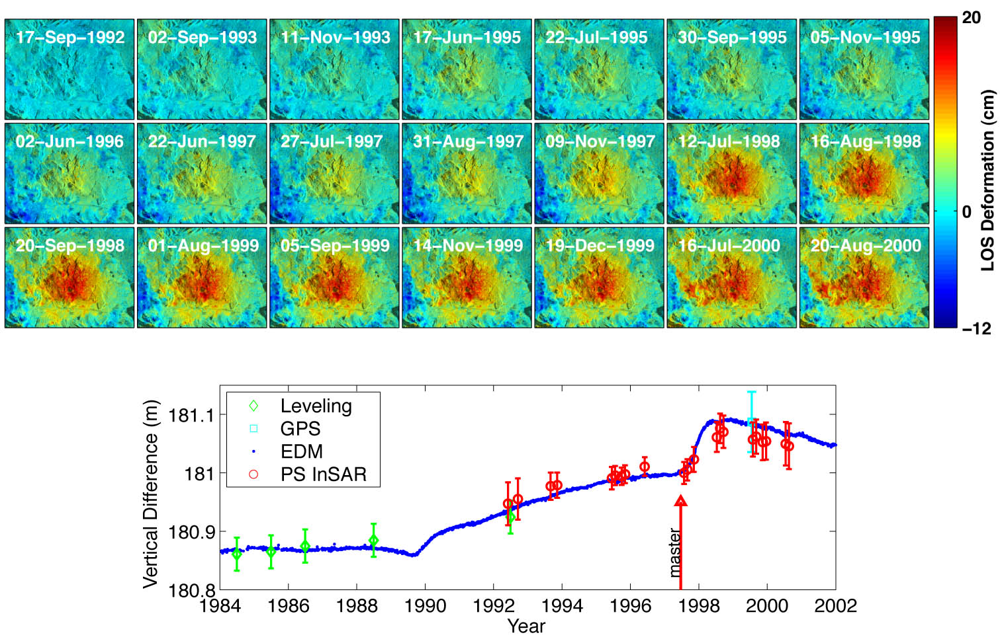 17-Sep-1992 02-Sep-1993 11-Nov-1993 17-Jun-1995 22-Jul-1995 30-Sep-1995 05-Nov-1995
02-Jun-1996 22-Jun-1997 27-Jul-1997 31-Aug-1997 09-Nov-1997 12-Jul-1998 16-Aug-1998
20-Sep-1998 01-Aug-1999 05-Sep-1999 14-Nov-1999 19-Dec-1999 16-Jul-2000 20-Aug-2000
20
0
-12
LOS Deformation (cm)
Vertical Difference (m)
181.1
181
180.9
180.8
Leveling
GPS
EDM
PS InSAR
master
1984 1986 1988 1990 1992 1994 1996 1998 2000 2002
Year